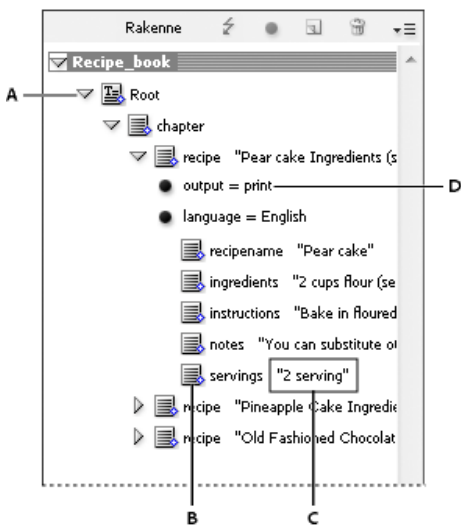 Rakenne
Recipe_book
A
Root
chapter
recipe "Pear cake Ingredients (s
output = print
D
language = English
recipename "Pear cake"
ingredients "2 cups flour (se
instructions "Bake in floured
notes "You can substitute ot
servings "2 serving"
recipe "Pineapple Cake Ingredie
recipe "Old Fashioned Chocolat
B
C